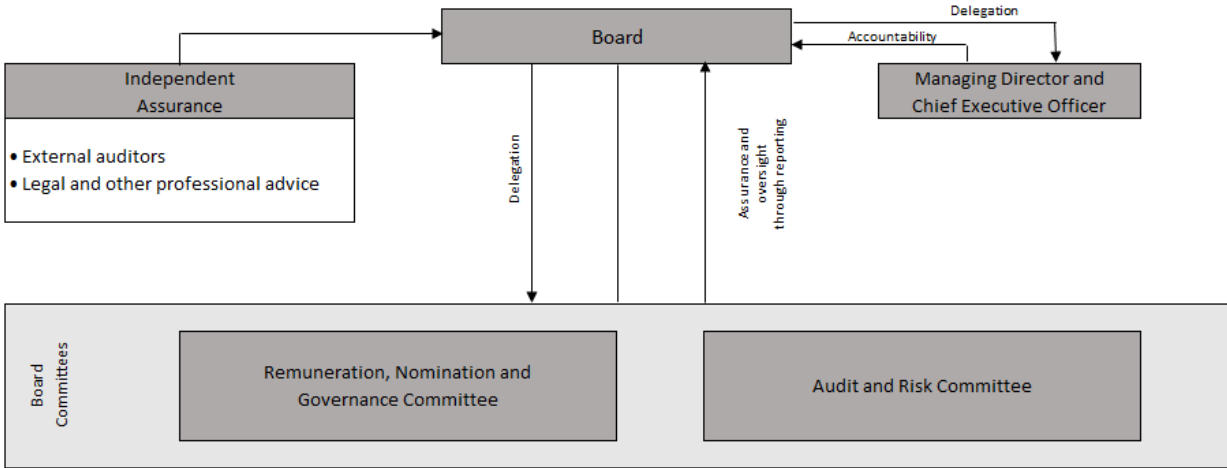 Board
Delegation
Accountability
Independent
Assurance
Managing Director and
Chief Executive Officer
• External auditors
• Legal and other professional advice
Delegation
Assurance and
oversight
through reporting
Board
Committees
Remuneration, Nomination and
Governance Committee
Audit and Risk Committee